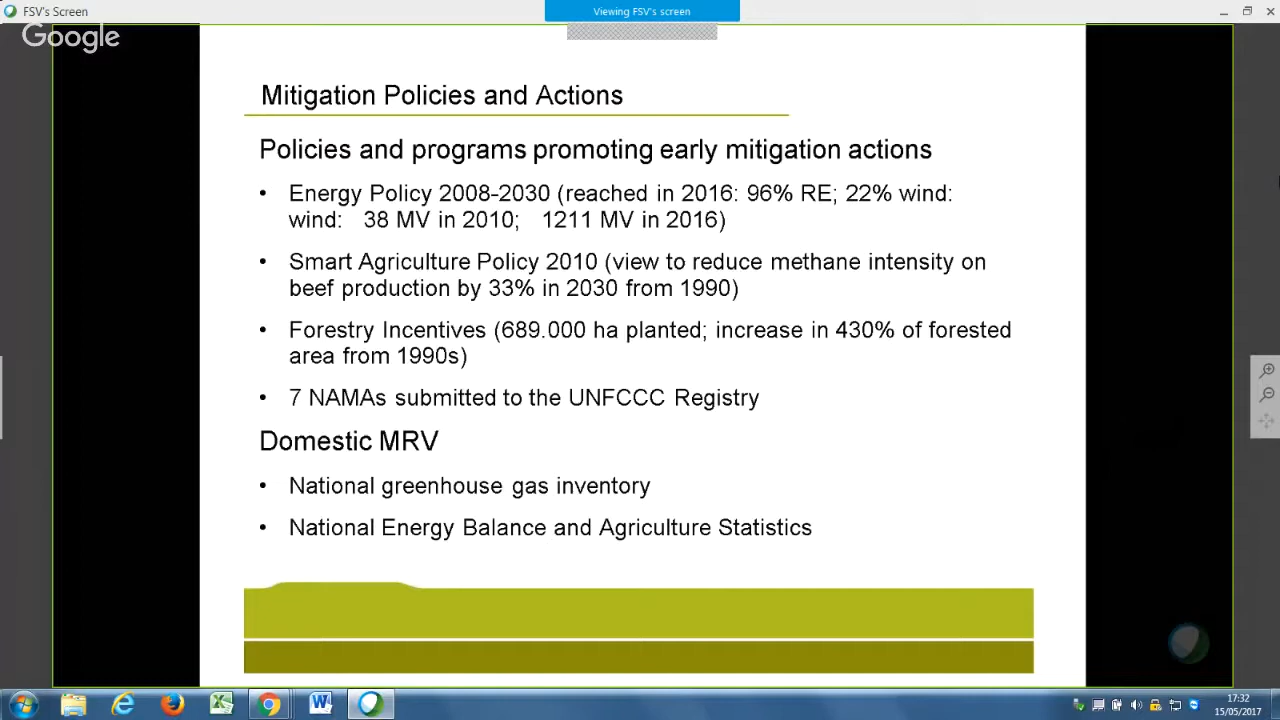 FSV's Screen
Viewing FSV's screen
Google
Mitigation Policies and Actions
Policies and programs promoting early mitigation actions
• Energy Policy 2008-2030 (reached in 2016: 96% RE; 22% wind:
wind: 38 MV in 2010; 1211 MV in 2016)
• Smart Agriculture Policy 2010 (view to reduce methane intensity on
beef production by 33% in 2030 from 1990)
• Forestry Incentives (689.000 ha planted; increase in 430% of forested
area from 1990s)
• 7 NAMAs submitted to the UNFCCC Registry
Domestic MRV
• National greenhouse gas inventory
• National Energy Balance and Agriculture Statistics
17:32
15/05/2017